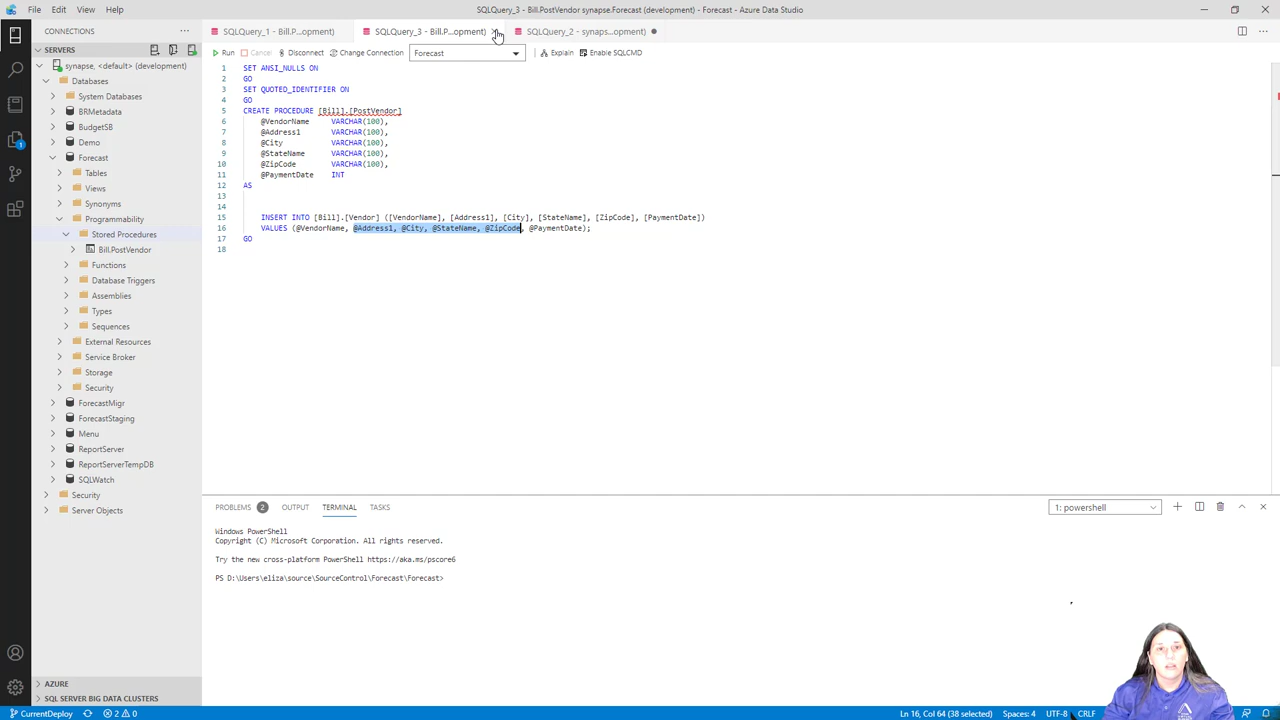 File Edit View Help
SQLQuery_3 - Bill.PostVendor synapse.Forecast (development) - Forecast - Azure Data Studio
CONNECTIONS
SQLQuery_1 - Bill.P...opment)
SQLQuery_3 - Bill.P...opment)
SQLQuery_2 - synaps...opment)
SERVERS
Run Cancel Disconnect Change Connection Forecast Explain Enable SQLCMD
synapse, <default> (development)
Databases
System Databases
BRMetadata
BudgetSB
Demo
Forecast
Tables
Views
Synonyms
Programmability
Stored Procedures
Bill.PostVendor
Functions
Database Triggers
Assemblies
Types
Sequences
External Resources
Service Broker
Storage
Security
ForecastMigr
ForecastStaging
Menu
ReportServer
ReportServerTempDB
SQLWatch
Security
Server Objects
AZURE
SQL SERVER BIG DATA CLUSTERS
1 SET ANSI_NULLS ON
2 GO
3 SET QUOTED_IDENTIFIER ON
4 GO
5 CREATE PROCEDURE [Bill].[PostVendor]
6 @VendorName VARCHAR(100),
7 @Address1 VARCHAR(100),
8 @City VARCHAR(100),
9 @StateName VARCHAR(100),
10 @ZipCode VARCHAR(100),
11 @PaymentDate INT
12 AS
13
14
15 INSERT INTO [Bill].[Vendor] ([VendorName], [Address1], [City], [StateName], [ZipCode], [PaymentDate])
16 VALUES (@VendorName, @Address1, @City, @StateName, @ZipCode, @PaymentDate);
17 GO
18
PROBLEMS 2 OUTPUT TERMINAL TASKS
1: powershell
Windows PowerShell
Copyright (C) Microsoft Corporation. All rights reserved.
Try the new cross-platform PowerShell https://aka.ms/pscore6
PS D:\Users\eliza\source\SourceControl\Forecast\Forecast>
1
CurrentDeploy 2 0
Ln 16, Col 64 (38 selected) Spaces: 4 UTF-8 CRLF